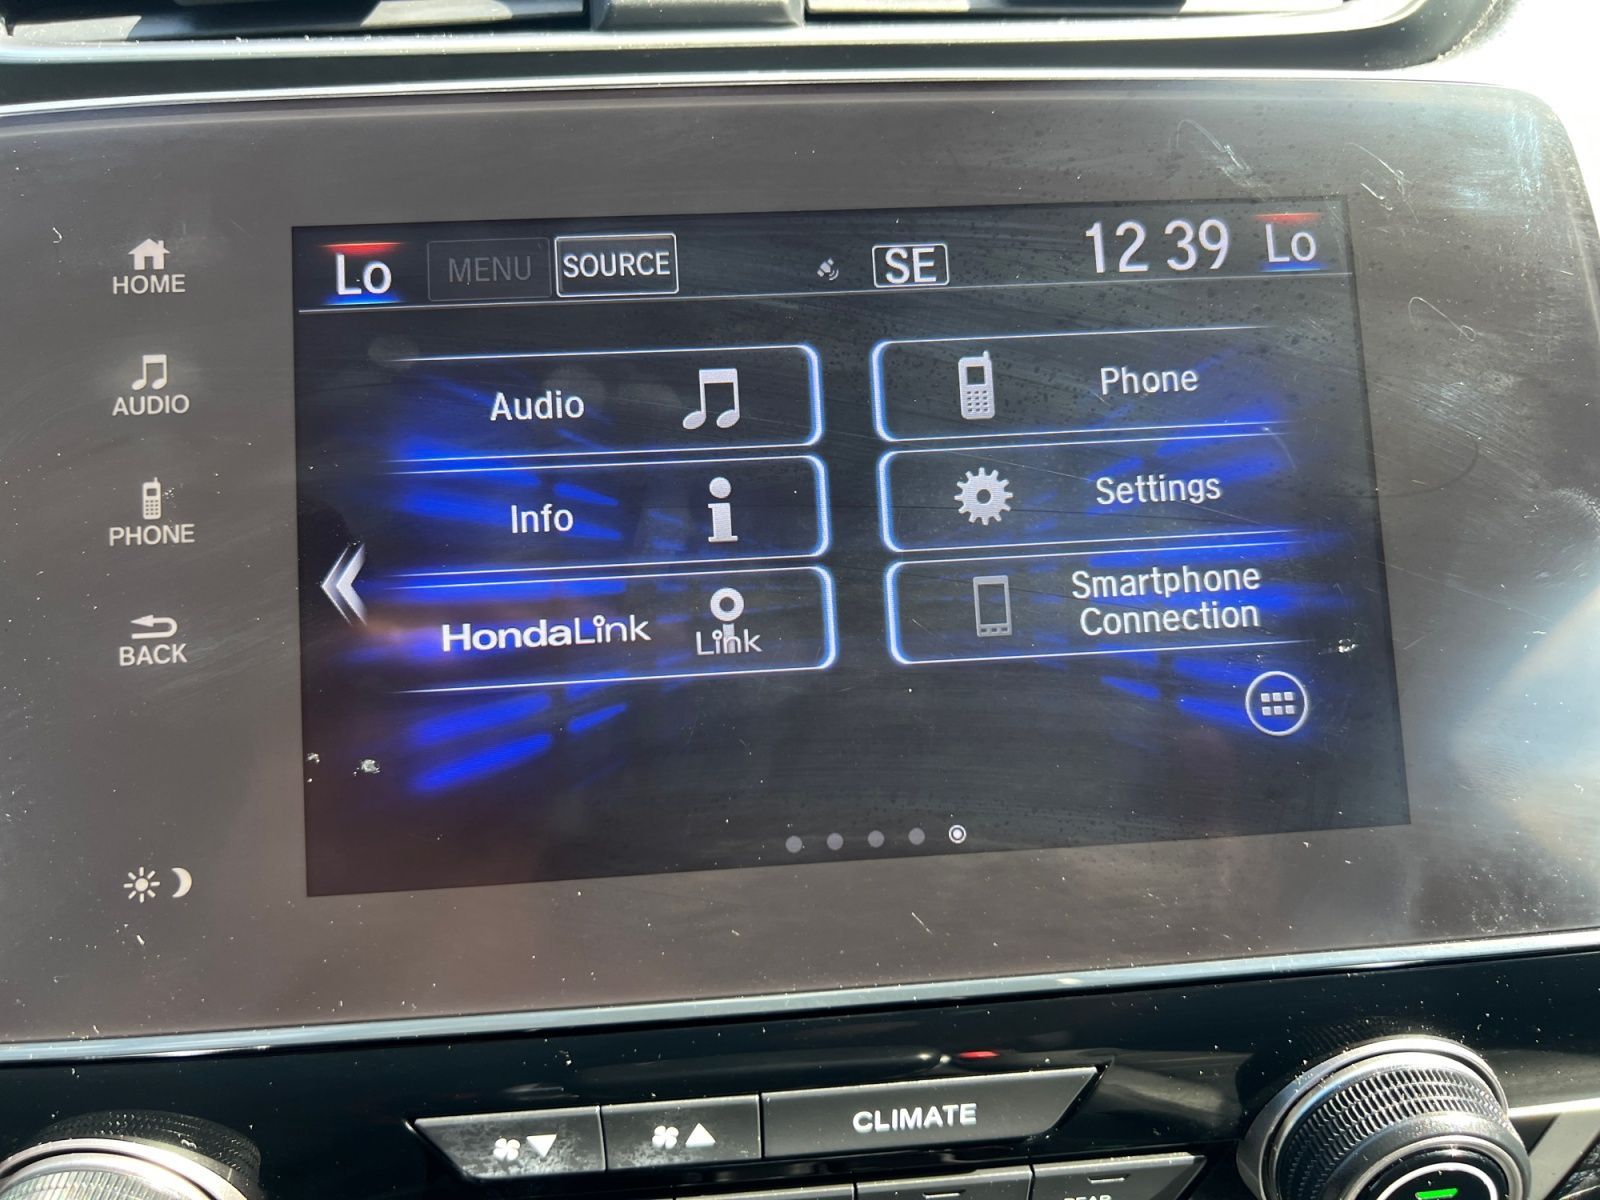 HOME
AUDIO
PHONE
BACK
Lo MENU SOURCE SE 12 39 Lo
Audio
Phone
Info
Settings
HondaLink Link
Smartphone
Connection
CLIMATE
REAR